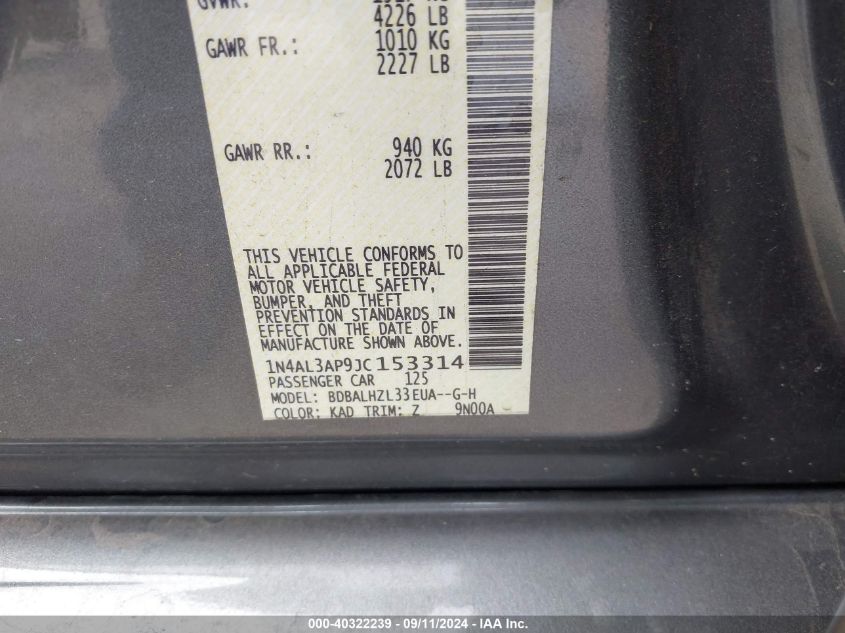 GVWR:
4226 LB
GAWR FR.: 1010 KG
2227 LB
GAWR RR.: 940 KG
2072 LB
THIS VEHICLE CONFORMS TO
ALL APPLICABLE FEDERAL
MOTOR VEHICLE SAFETY,
BUMPER, AND THEFT
PREVENTION STANDARDS IN
EFFECT ON THE DATE OF
MANUFACTURE SHOWN ABOVE.
1N4AL3AP9JC153314
PASSENGER CAR 125
MODEL: BDBALHZL33EUA--G-H
COLOR: KAD TRIM: Z 9N00A
000-40322239 - 09/11/2024 - IAA Inc.